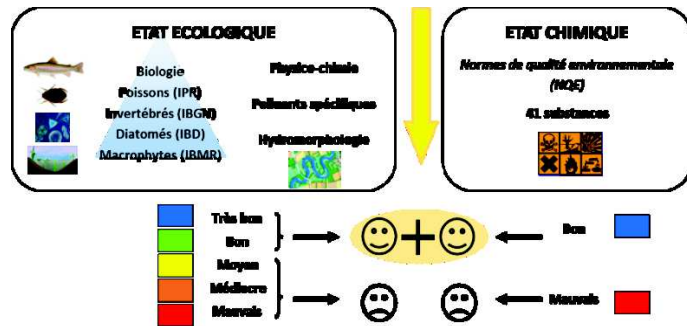 ETAT ECOLOGIQUE
Biologie
Poissons (IPR)
Invertébrés (IBGN)
Diatomés (IBD)
Macrophytes (IBMR)
Physico-chimie
Polluants spécifiques
Hydromorphologie
ETAT CHIMIQUE
Normes de qualité environnementale
(NQE)
41 substances
Très bon
Bon
Moyen
Médiocre
Mauvais
+
Bon
Mauvais